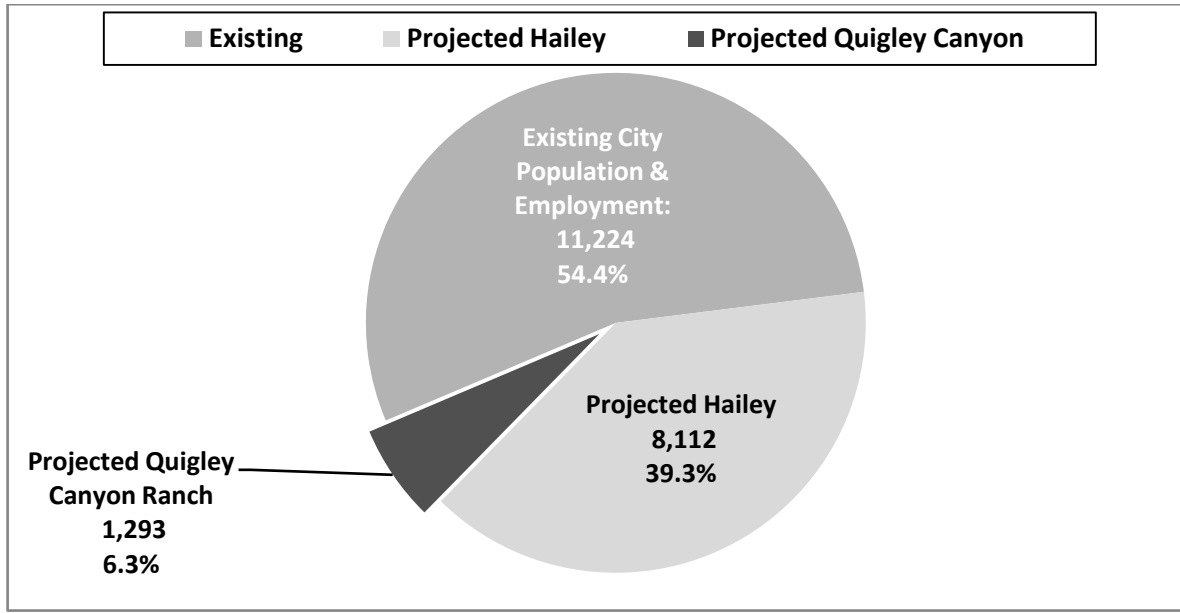 Existing Projected Hailey Projected Quigley Canyon
Existing City
Population &
Employment:
11,224
54.4%
Projected Hailey
8,112
39.3%
Projected Quigley
Canyon Ranch
1,293
6.3%